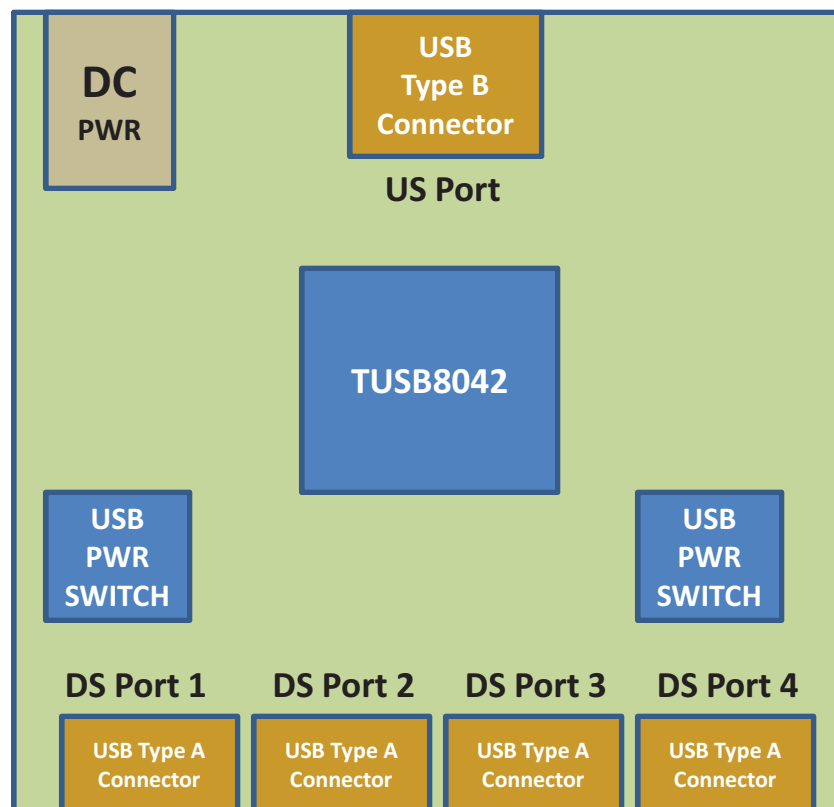 DC
PWR
USB
Type B
Connector
US Port
TUSB8042
USB
PWR
SWITCH
USB
PWR
SWITCH
DS Port 1
DS Port 2
DS Port 3
DS Port 4
USB Type A
Connector
USB Type A
Connector
USB Type A
Connector
USB Type A
Connector